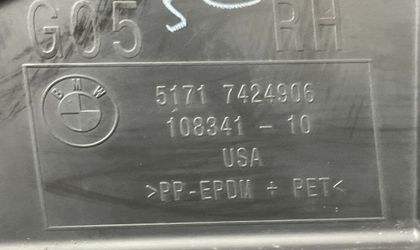 G05 RH
BMW
5171 7424906
108341 - 10
USA
>PP-EPDM + PET<